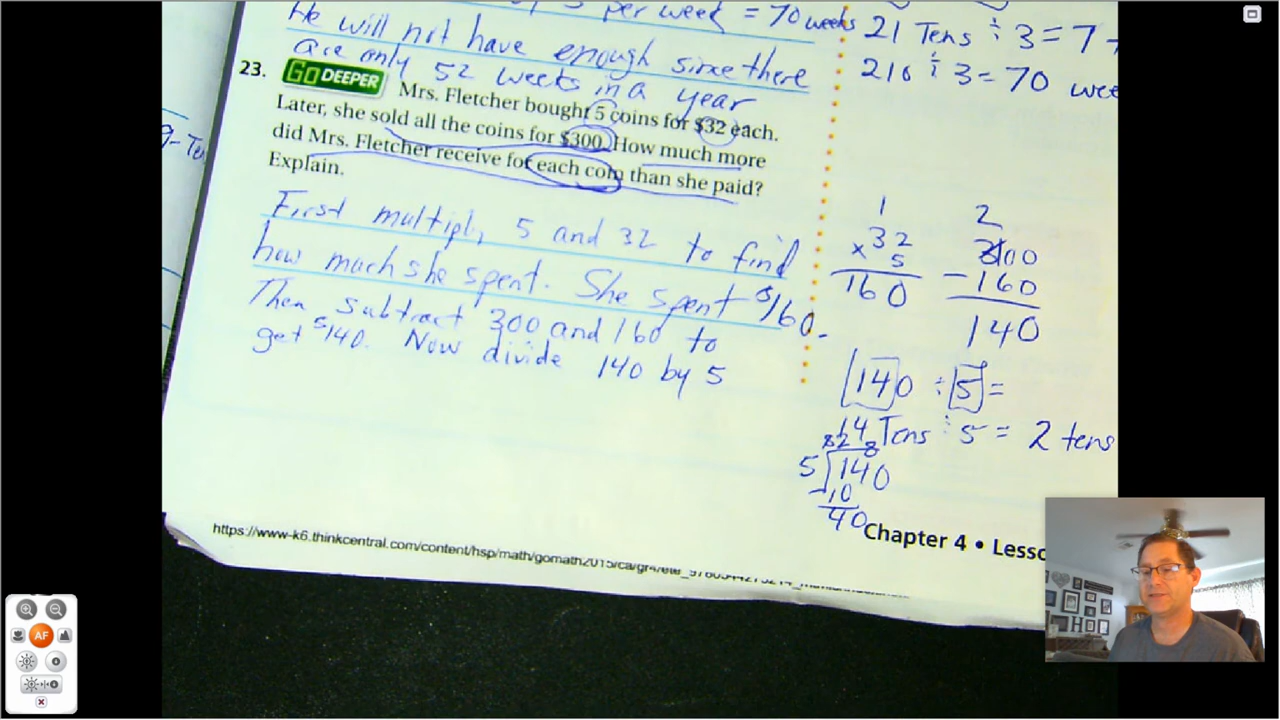 per week = 70 weeks
He will not have enough since there
are only 52 weeks in a year
21 Tens ÷ 3 = 7
210 ÷ 3 = 70
23. GO DEEPER Mrs. Fletcher bought 5 coins for $32 each.
Later, she sold all the coins for $300. How much more
did Mrs. Fletcher receive for each coin than she paid?
Explain.
First multiply 5 and 32 to find
how much she spent. She spent $160.
Then subtract 300 and 160 to
get $140. Now divide 140 by 5
1
32
×5
160
2
300
-160
140
140 ÷ 5 =
14 Tens ÷ 5 = 2 tens
28
5 140
-10
40
Chapter 4 • Lesso
https://www-k6.thinkcentral.com/content/hsp/math/gomath2015/ca/gr4/ete_
AF